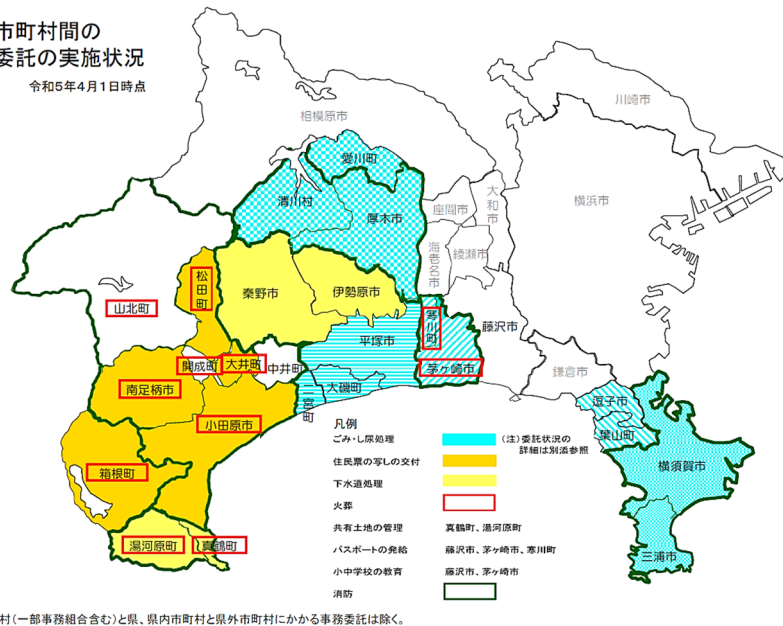 市町村間の
委託の実施状況
令和5年4月1日時点
川崎市
相模原市
愛川町
清川村
厚木市
座間市
大和市
横浜市
海老名市
綾瀬市
松田町
秦野市
伊勢原市
山北町
寒川町
藤沢市
平塚市
開成町
大井町
中井町
茅ヶ崎市
鎌倉市
南足柄市
大磯町
二宮町
逗子市
小田原市
葉山町
箱根町
横須賀市
湯河原町
真鶴町
三浦市
凡例
ごみ・し尿処理
(注)委託状況の
詳細は別添参照
住民票の写しの交付
下水道処理
火葬
共有土地の管理 真鶴町、湯河原町
パスポートの発給 藤沢市、茅ヶ崎市、寒川町
小中学校の教育 藤沢市、茅ヶ崎市
消防
村(一部事務組合含む)と県、県内市町村と県外市町村にかかる事務委託は除く。